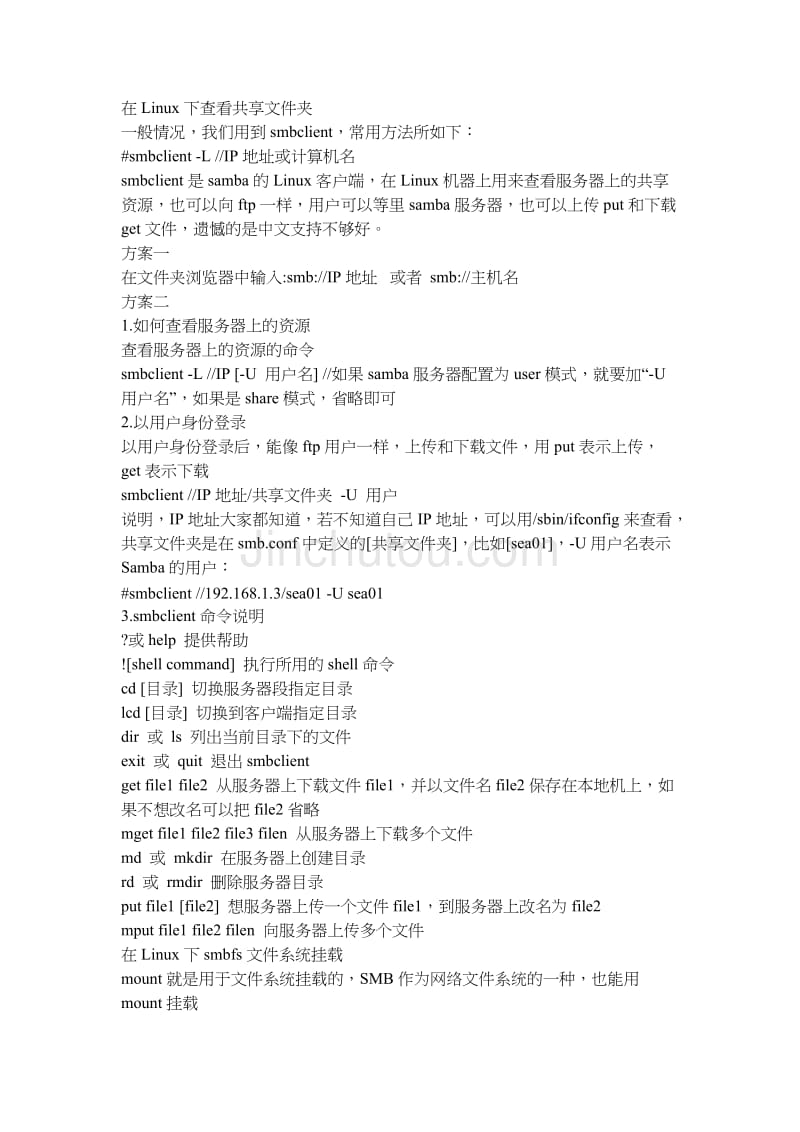 在 Linux 下查看共享文件夹
一般情况，我们用到 smbclient，常用方法所如下：
#smbclient -L //IP 地址或计算机名
smbclient 是 samba 的 Linux 客户端，在 Linux 机器上用来查看服务器上的共享
资源，也可以向 ftp 一样，用户可以等里 samba 服务器，也可以上传 put 和下载
get 文件，遗憾的是中文支持不够好。
方案一
在文件夹浏览器中输入:smb://IP 地址 或者 smb://主机名
方案二
1.如何查看服务器上的资源
查看服务器上的资源的命令
smbclient -L //IP [-U 用户名] //如果 samba 服务器配置为 user 模式，就要加“-U
用户名”，如果是 share 模式，省略即可
2.以用户身份登录
以用户身份登录后，能像 ftp 用户一样，上传和下载文件，用 put 表示上传，
get 表示下载
smbclient //IP 地址/共享文件夹 -U 用户
说明，IP 地址大家都知道，若不知道自己 IP 地址，可以用/sbin/ifconfig 来查看，
共享文件夹是在 smb.conf 中定义的[共享文件夹]，比如[sea01]，-U 用户名表示
Samba 的用户：
#smbclient //192.168.1.3/sea01 -U sea01
3.smbclient 命令说明
?或 help 提供帮助
![shell command] 执行所用的 shell 命令
cd [目录] 切换服务器段指定目录
lcd [目录] 切换到客户端指定目录
dir 或 ls 列出当前目录下的文件
exit 或 quit 退出 smbclient
get file1 file2 从服务器上下载文件 file1，并以文件名 file2 保存在本地机上，如
果不想改名可以把 file2 省略
mget file1 file2 file3 filen 从服务器上下载多个文件
md 或 mkdir 在服务器上创建目录
rd 或 rmdir 删除服务器目录
put file1 [file2] 想服务器上传一个文件 file1，到服务器上改名为 file2
mput file1 file2 filen 向服务器上传多个文件
在 Linux 下 smbfs 文件系统挂载
mount 就是用于文件系统挂载的，SMB 作为网络文件系统的一种，也能用
mount 挂载
Jinchutou.com